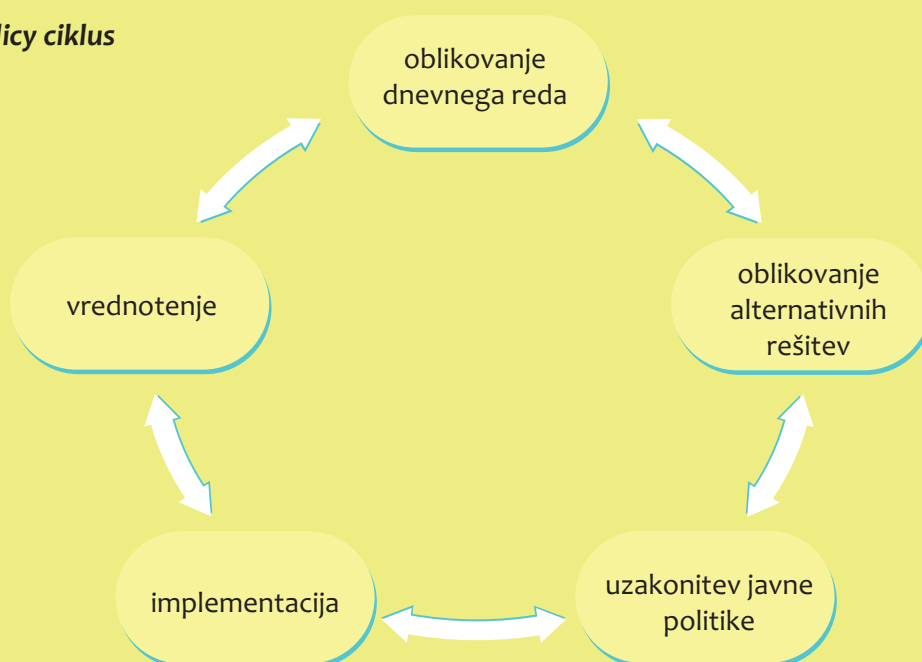 licy ciklus
oblikovanje
dnevnega reda
oblikovanje
alternativnih
rešitev
uzakonitev javne
politike
implementacija
vrednotenje